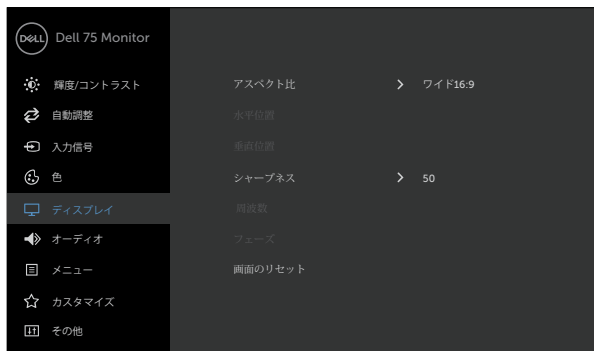 DELL Dell 75 Monitor
輝度/コントラスト アスペクト比 ワイド16:9
自動調整 水平位置
入力信号 垂直位置
色 シャープネス 50
ディスプレイ 周波数
オーディオ フェーズ
メニュー 画面のリセット
カスタマイズ
その他